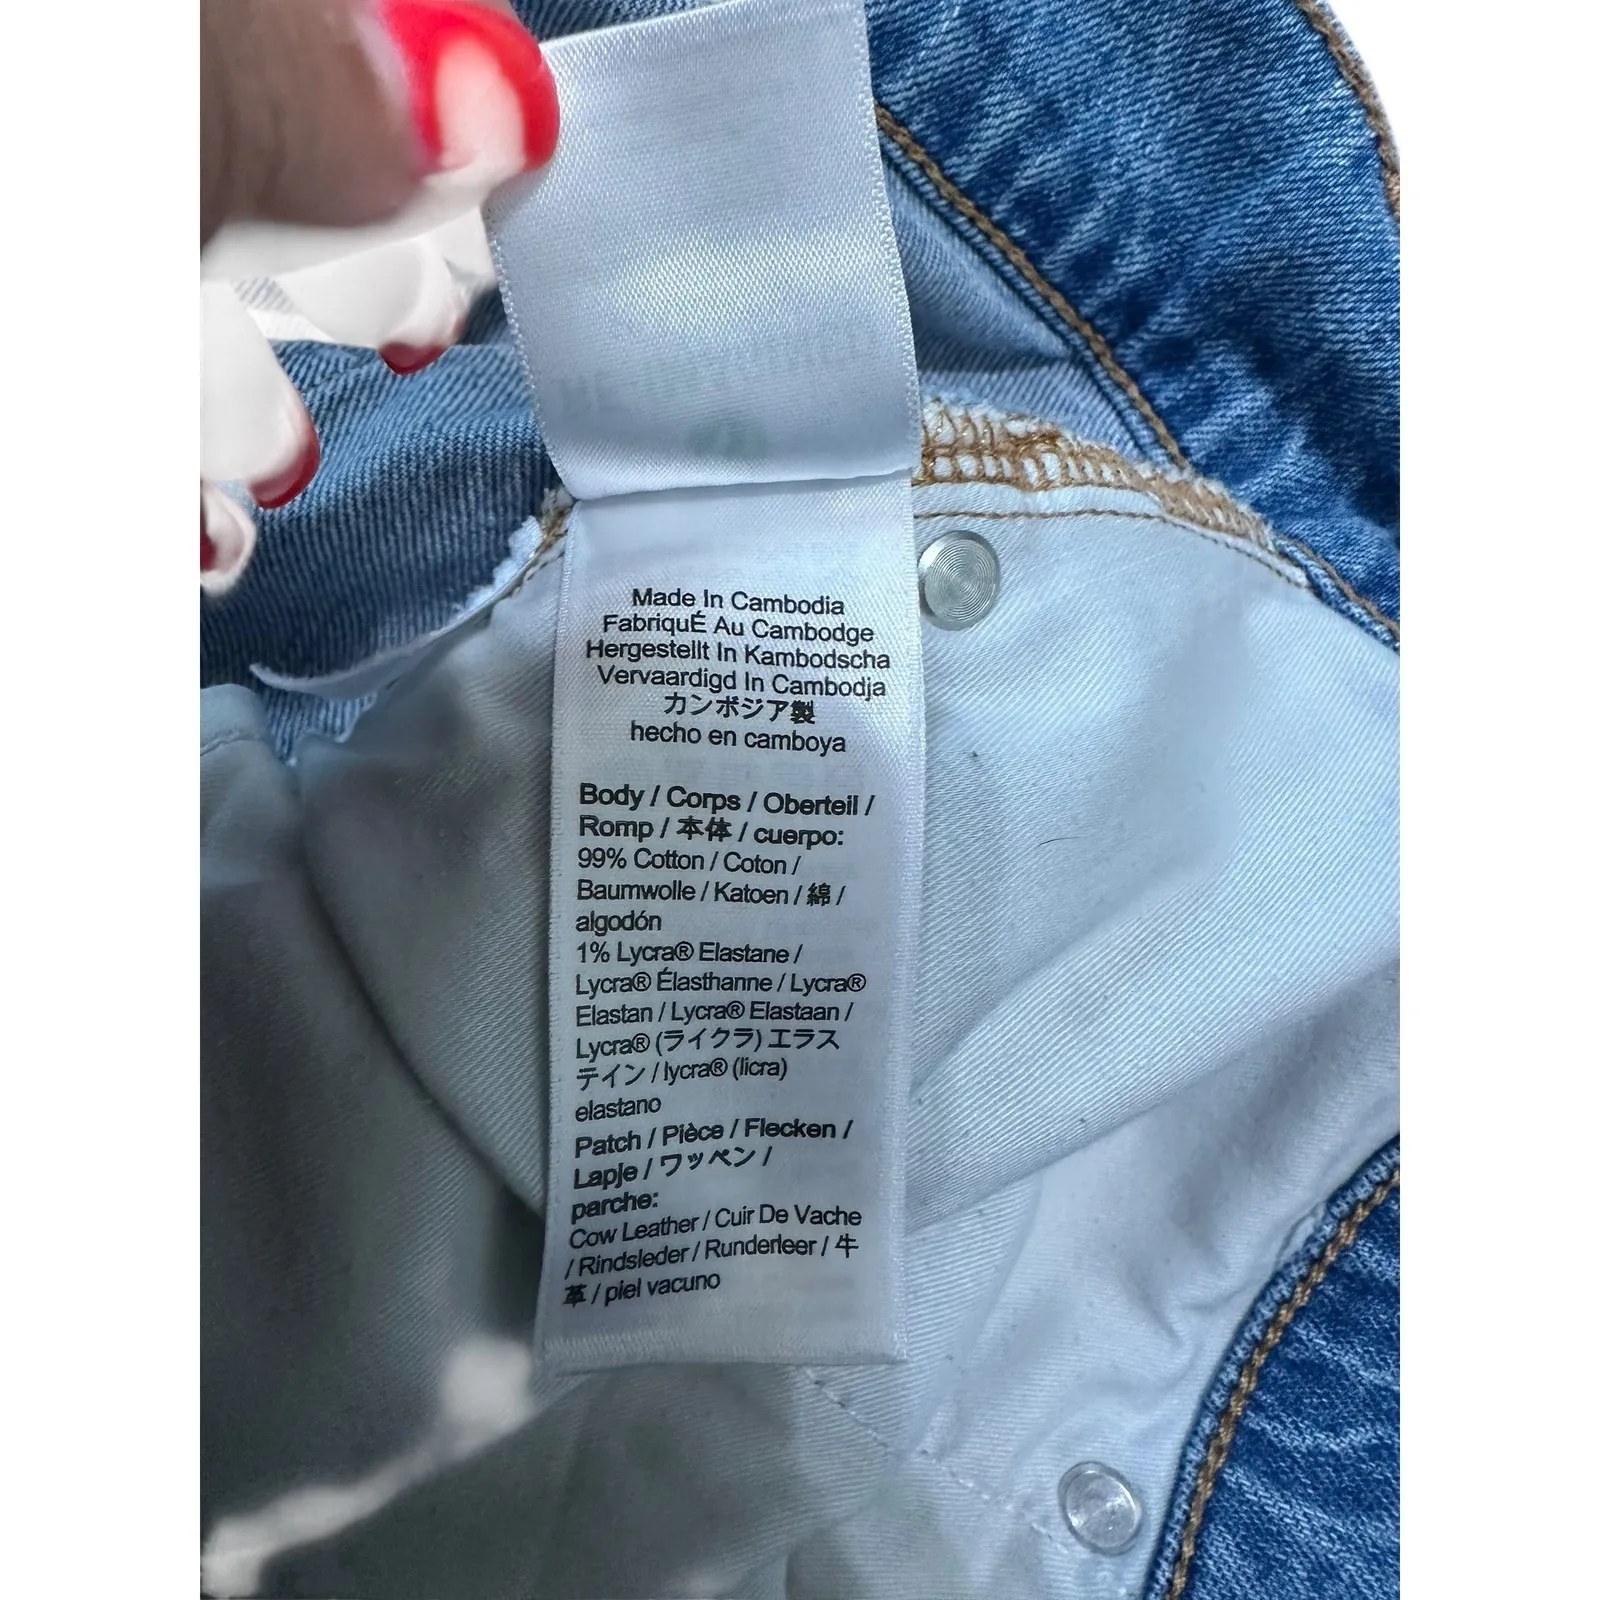 Made In Cambodia
FabriquÉ Au Cambodge
Hergestellt In Kambodscha
Vervaardigd In Cambodja
カンボジア製
hecho en camboya
Body / Corps / Oberteil /
Romp / 本体 / cuerpo:
99% Cotton / Coton /
Baumwolle / Katoen / 綿 /
algodón
1% Lycra® Elastane /
Lycra® Élasthanne / Lycra®
Elastan / Lycra® Elastaan /
Lycra® (ライクラ) エラス
テイン / lycra® (licra)
elastano
Patch / Pièce / Flecken /
Lapje / ワッペン /
parche:
Cow Leather / Cuir De Vache
/ Rindsleder / Runderleer / 牛
革 / piel vacuno